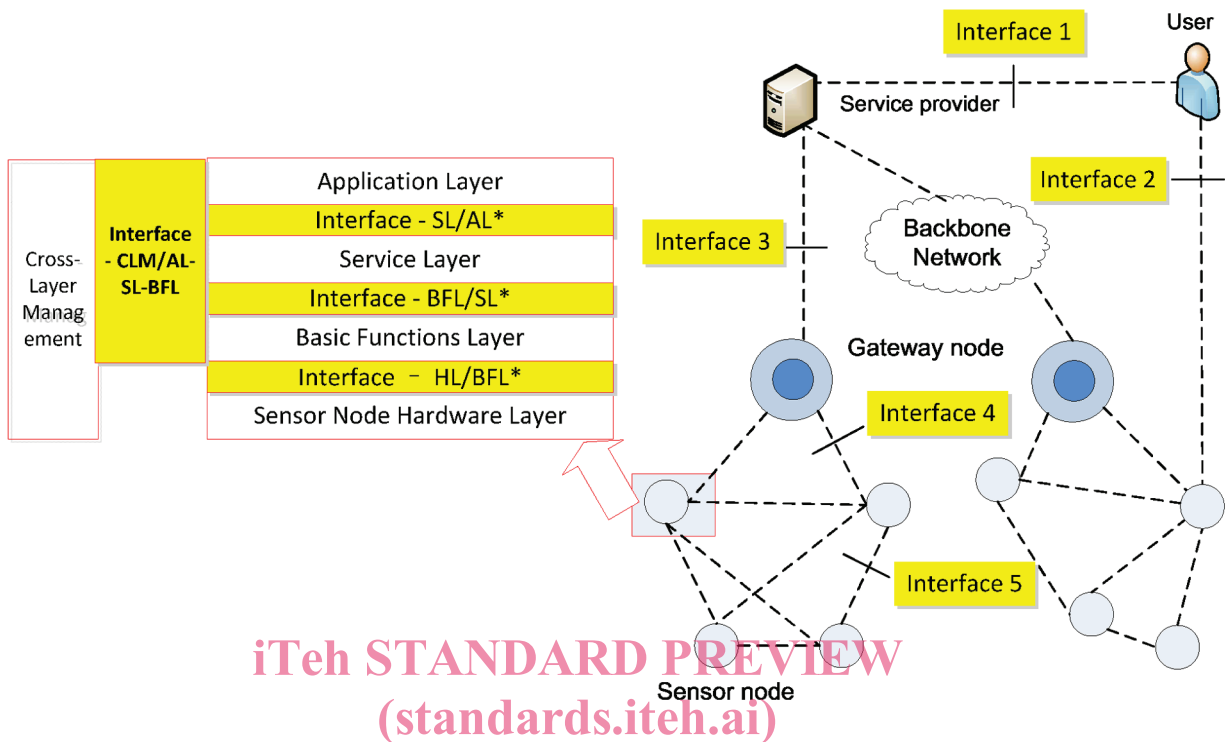 User
Interface 1
Service provider
Interface 2
Interface 3
Backbone
Network
Gateway node
Interface 4
Interface 5
Sensor node
Cross-
Layer
Manag
ement
Interface
- CLM/AL-
SL-BFL
Application Layer
Interface - SL/AL*
Service Layer
Interface - BFL/SL*
Basic Functions Layer
Interface – HL/BFL*
Sensor Node Hardware Layer
iTeh STANDARD PREVIEW
(standards.iteh.ai)